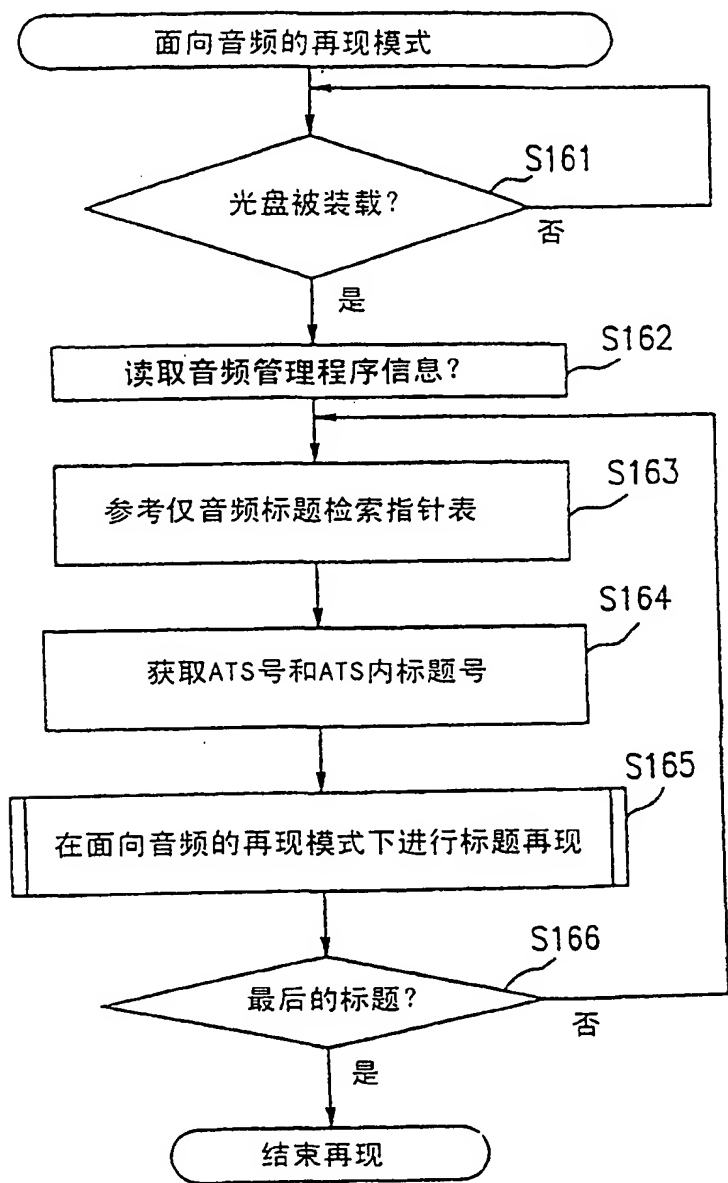 面向音频的再现模式
S161
光盘被装载?
否
是
S162
读取音频管理程序信息?
S163
参考仅音频标题检索指针表
S164
获取ATS号和ATS内标题号
S165
在面向音频的再现模式下进行标题再现
S166
最后的标题?
否
是
结束再现